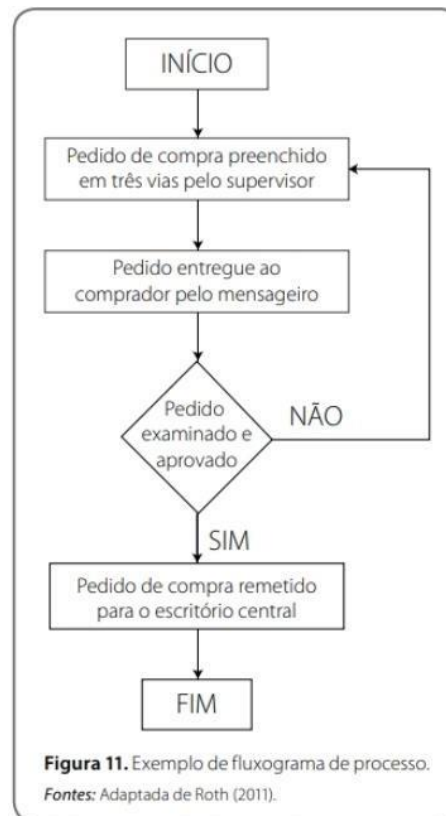 INÍCIO
Pedido de compra preenchido
em três vias pelo supervisor
Pedido entregue ao
comprador pelo mensageiro
Pedido
examinado e
aprovado
NÃO
SIM
Pedido de compra remetido
para o escritório central
FIM
Figura 11. Exemplo de fluxograma de processo.
Fontes: Adaptada de Roth (2011).